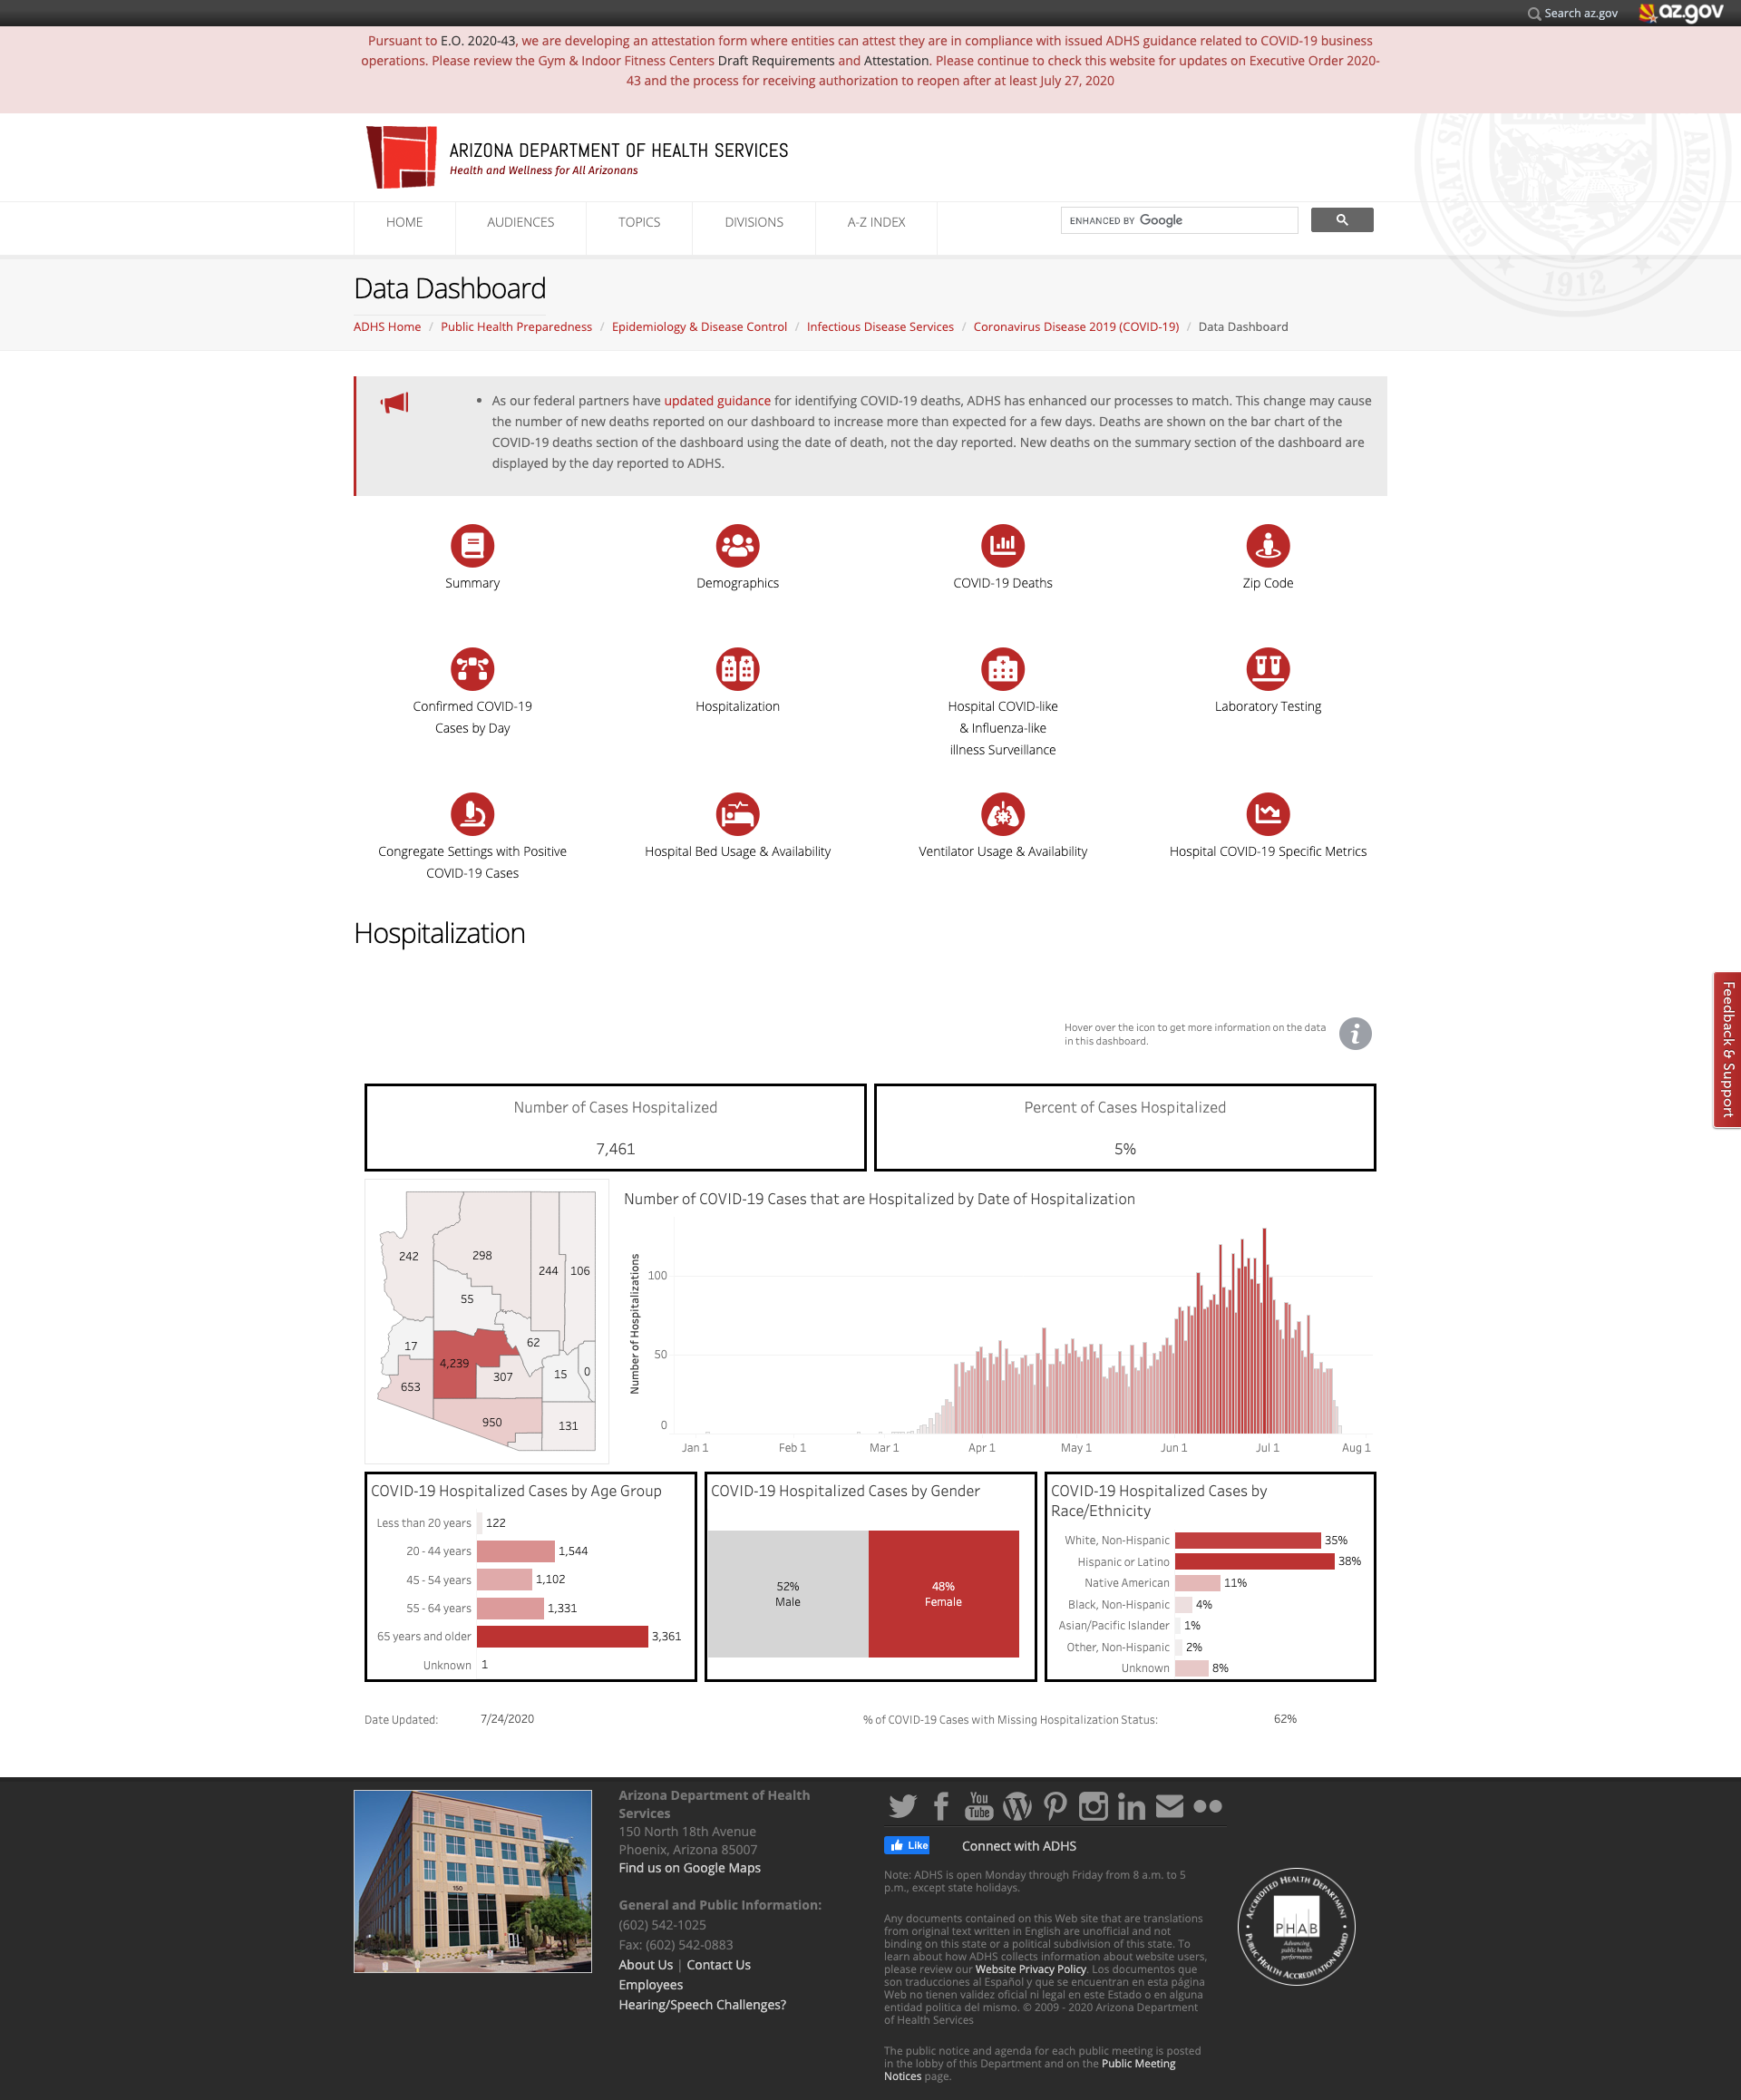 Search az.gov
az.gov
Pursuant to E.O. 2020-43, we are developing an attestation form where entities can attest they are in compliance with issued ADHS guidance related to COVID-19 business
operations. Please review the Gym & Indoor Fitness Centers Draft Requirements and Attestation. Please continue to check this website for updates on Executive Order 2020-
43 and the process for receiving authorization to reopen after at least July 27, 2020
DITAT DEUS
GREAT SEAL
ARIZONA
1912
ARIZONA DEPARTMENT OF HEALTH SERVICES
Health and Wellness for All Arizonans
HOME
AUDIENCES
TOPICS
DIVISIONS
A-Z INDEX
ENHANCED BY Google
Data Dashboard
ADHS Home / Public Health Preparedness / Epidemiology & Disease Control / Infectious Disease Services / Coronavirus Disease 2019 (COVID-19) / Data Dashboard
• As our federal partners have updated guidance for identifying COVID-19 deaths, ADHS has enhanced our processes to match. This change may cause
the number of new deaths reported on our dashboard to increase more than expected for a few days. Deaths are shown on the bar chart of the
COVID-19 deaths section of the dashboard using the date of death, not the day reported. New deaths on the summary section of the dashboard are
displayed by the day reported to ADHS.
Summary
Demographics
COVID-19 Deaths
Zip Code
Confirmed COVID-19
Cases by Day
Hospitalization
Hospital COVID-like
& Influenza-like
illness Surveillance
Laboratory Testing
Congregate Settings with Positive
COVID-19 Cases
Hospital Bed Usage & Availability
Ventilator Usage & Availability
Hospital COVID-19 Specific Metrics
Hospitalization
Feedback & Support
Hover over the icon to get more information on the data
in this dashboard.
i
Number of Cases Hospitalized
7,461
Percent of Cases Hospitalized
5%
242
298
244
106
55
17
62
4,239
307
15
0
653
950
131
Number of COVID-19 Cases that are Hospitalized by Date of Hospitalization
Number of Hospitalizations
100
50
0
Jan 1
Feb 1
Mar 1
Apr 1
May 1
Jun 1
Jul 1
Aug 1
COVID-19 Hospitalized Cases by Age Group
Less than 20 years 122
20 - 44 years 1,544
45 - 54 years 1,102
55 - 64 years 1,331
65 years and older 3,361
Unknown 1
COVID-19 Hospitalized Cases by Gender
52%
Male
48%
Female
COVID-19 Hospitalized Cases by
Race/Ethnicity
White, Non-Hispanic 35%
Hispanic or Latino 38%
Native American 11%
Black, Non-Hispanic 4%
Asian/Pacific Islander 1%
Other, Non-Hispanic 2%
Unknown 8%
Date Updated: 7/24/2020
% of COVID-19 Cases with Missing Hospitalization Status: 62%
150
Arizona Department of Health
Services
150 North 18th Avenue
Phoenix, Arizona 85007
Find us on Google Maps
General and Public Information:
(602) 542-1025
Fax: (602) 542-0883
About Us | Contact Us
Employees
Hearing/Speech Challenges?
You
Tube
Like
Connect with ADHS
Note: ADHS is open Monday through Friday from 8 a.m. to 5
p.m., except state holidays.
Any documents contained on this Web site that are translations
from original text written in English are unofficial and not
binding on this state or a political subdivision of this state. To
learn about how ADHS collects information about website users,
please review our Website Privacy Policy. Los documentos que
son traducciones al Español y que se encuentran en esta página
Web no tienen validez oficial ni legal en este Estado o en alguna
entidad politica del mismo. © 2009 - 2020 Arizona Department
of Health Services
The public notice and agenda for each public meeting is posted
in the lobby of this Department and on the Public Meeting
Notices page.
ACCREDITED HEALTH DEPARTMENT
PHAB
Advancing
public health
performance
PUBLIC HEALTH ACCREDITATION BOARD